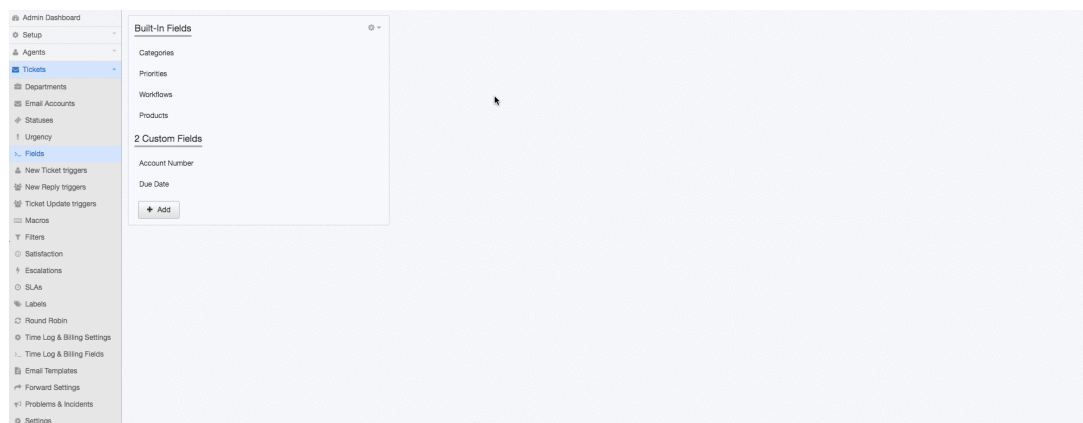 Admin Dashboard
Setup
Agents
Tickets
Departments
Email Accounts
Statuses
Urgency
Fields
New Ticket triggers
New Reply triggers
Ticket Update triggers
Macros
Filters
Satisfaction
Escalations
SLAs
Labels
Round Robin
Time Log & Billing Settings
Time Log & Billing Fields
Email Templates
Forward Settings
Problems & Incidents
Settings
Built-In Fields
Categories
Priorities
Workflows
Products
2 Custom Fields
Account Number
Due Date
+ Add